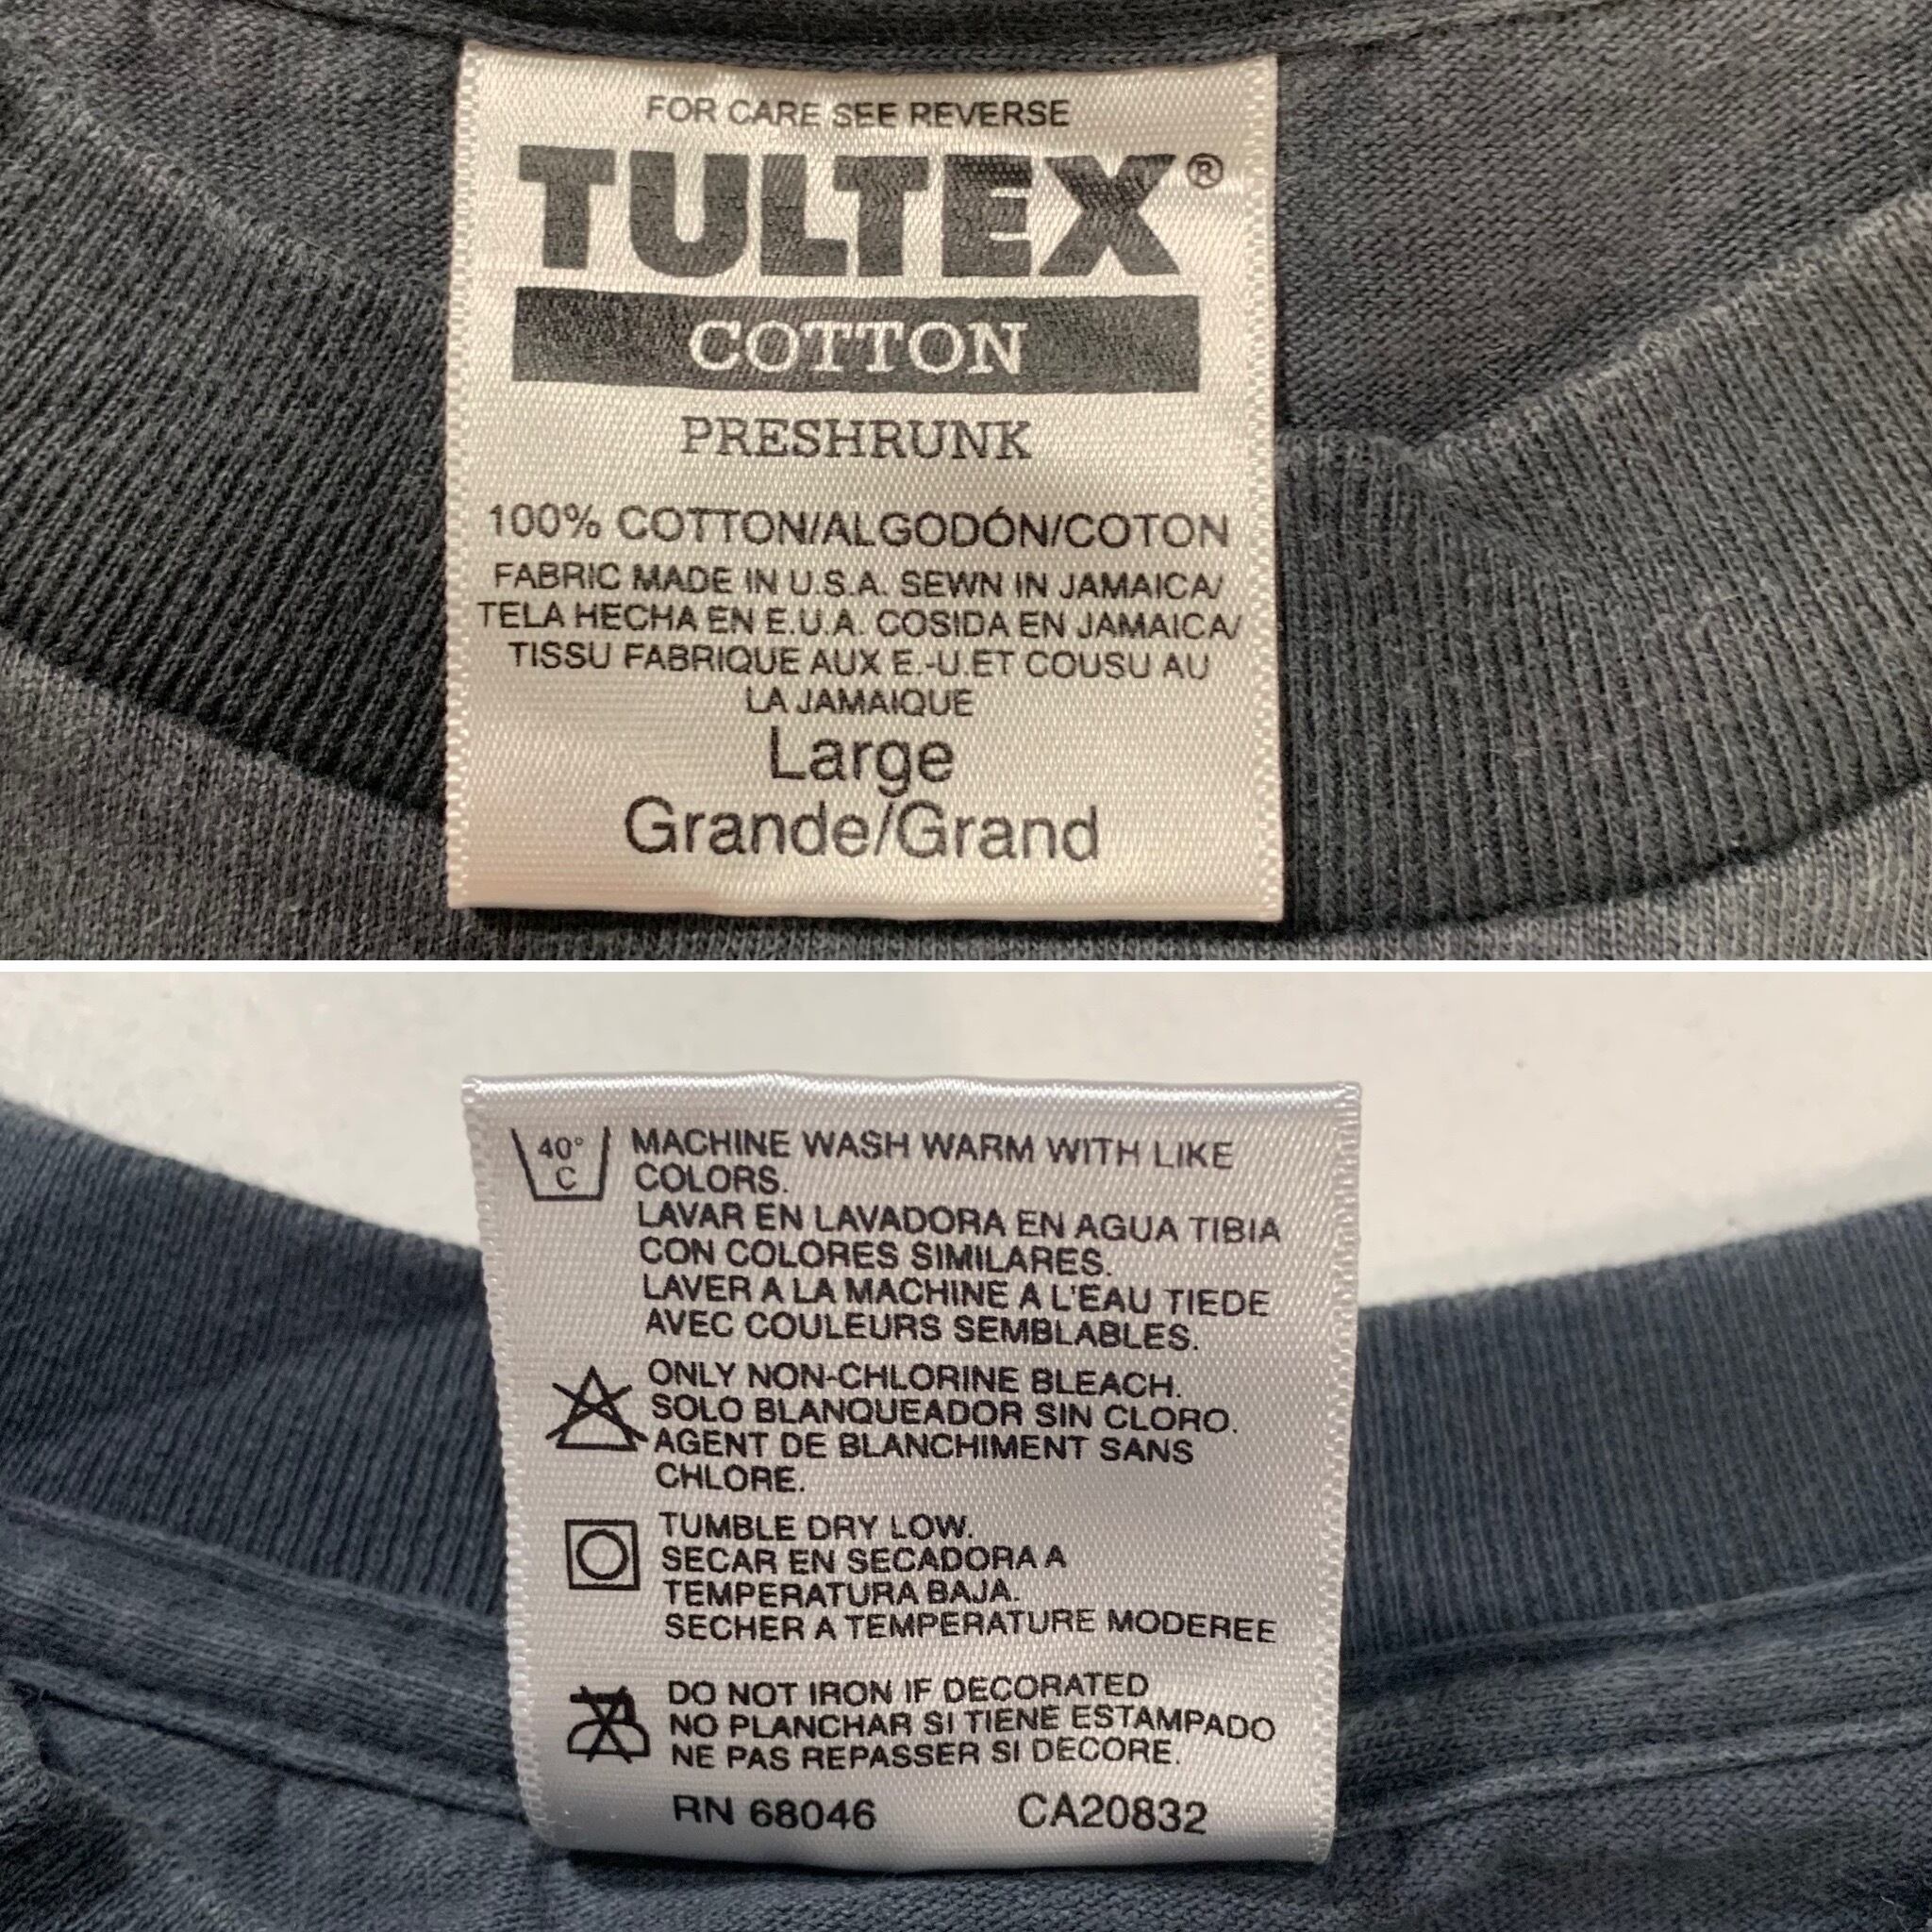 FOR CARE SEE REVERSE
TULTEX®
COTTON
PRESHRUNK
100% COTTON/ALGODÓN/COTON
FABRIC MADE IN U.S.A. SEWN IN JAMAICA/
TELA HECHA EN E.U.A. COSIDA EN JAMAICA/
TISSU FABRIQUE AUX E.-U.ET COUSU AU
LA JAMAIQUE
Large
Grande/Grand
40°
C
MACHINE WASH WARM WITH LIKE
COLORS.
LAVAR EN LAVADORA EN AGUA TIBIA
CON COLORES SIMILARES.
LAVER A LA MACHINE A L'EAU TIEDE
AVEC COULEURS SEMBLABLES.
ONLY NON-CHLORINE BLEACH.
SOLO BLANQUEADOR SIN CLORO.
AGENT DE BLANCHIMENT SANS
CHLORE.
TUMBLE DRY LOW.
SECAR EN SECADORA A
TEMPERATURA BAJA.
SECHER A TEMPERATURE MODEREE
DO NOT IRON IF DECORATED
NO PLANCHAR SI TIENE ESTAMPADO
NE PAS REPASSER SI DECORE.
RN 68046 CA20832